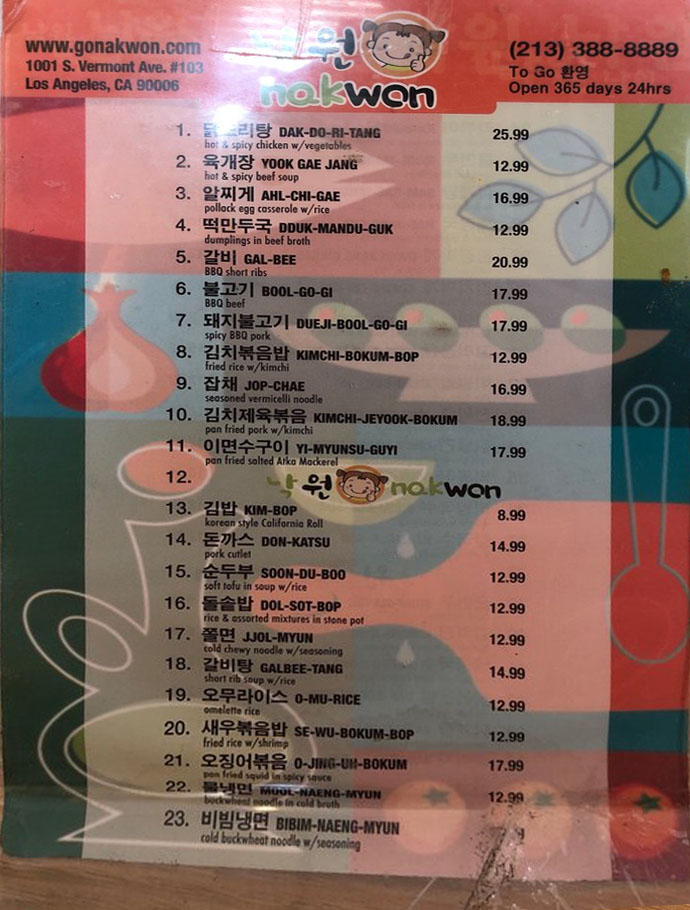 www.gonakwon.com
1001 S. Vermont Ave. #103
Los Angeles, CA 90006
낙원
nakwon
(213) 388-8889
To Go 환영
Open 365 days 24hrs
1. 닭도리탕 DAK-DO-RI-TANG 25.99
hot & spicy chicken w/vegetables
2. 육개장 YOOK GAE JANG 12.99
hot & spicy beef soup
3. 알찌게 AHL-CHI-GAE 16.99
pollack egg casserole w/rice
4. 떡만두국 DDUK-MANDU-GUK 12.99
dumplings in beef broth
5. 갈비 GAL-BEE 20.99
BBQ short ribs
6. 불고기 BOOL-GO-GI 17.99
BBQ beef
7. 돼지불고기 DUEJI-BOOL-GO-GI 17.99
spicy BBQ pork
8. 김치볶음밥 KIMCHI-BOKUM-BOP 12.99
fried rice w/kimchi
9. 잡채 JOP-CHAE 16.99
seasoned vermicelli noodle
10. 김치제육볶음 KIMCHI-JEYOOK-BOKUM 18.99
pan fried pork w/kimchi
11. 이면수구이 YI-MYUNSU-GUYI 17.99
pan fried salted Atka Mackerel
12. 낙원 nakwon
13. 김밥 KIM-BOP 8.99
korean style California Roll
14. 돈까스 DON-KATSU 14.99
pork cutlet
15. 순두부 SOON-DU-BOO 12.99
soft tofu in soup w/rice
16. 돌솥밥 DOL-SOT-BOP 12.99
rice & assorted mixtures in stone pot
17. 쫄면 JJOL-MYUN 12.99
cold chewy noodle w/seasoning
18. 갈비탕 GALBEE-TANG 14.99
short rib soup w/rice
19. 오무라이스 O-MU-RICE 12.99
omelette rice
20. 새우볶음밥 SE-WU-BOKUM-BOP 12.99
fried rice w/shrimp
21. 오징어볶음 O-JING-UH-BOKUM 17.99
pan fried squid in spicy sauce
22. 물냉면 MOOL-NAENG-MYUN 12.99
buckwheat noodle in cold broth
23. 비빔냉면 BIBIM-NAENG-MYUN
cold buckwheat noodle w/seasoning